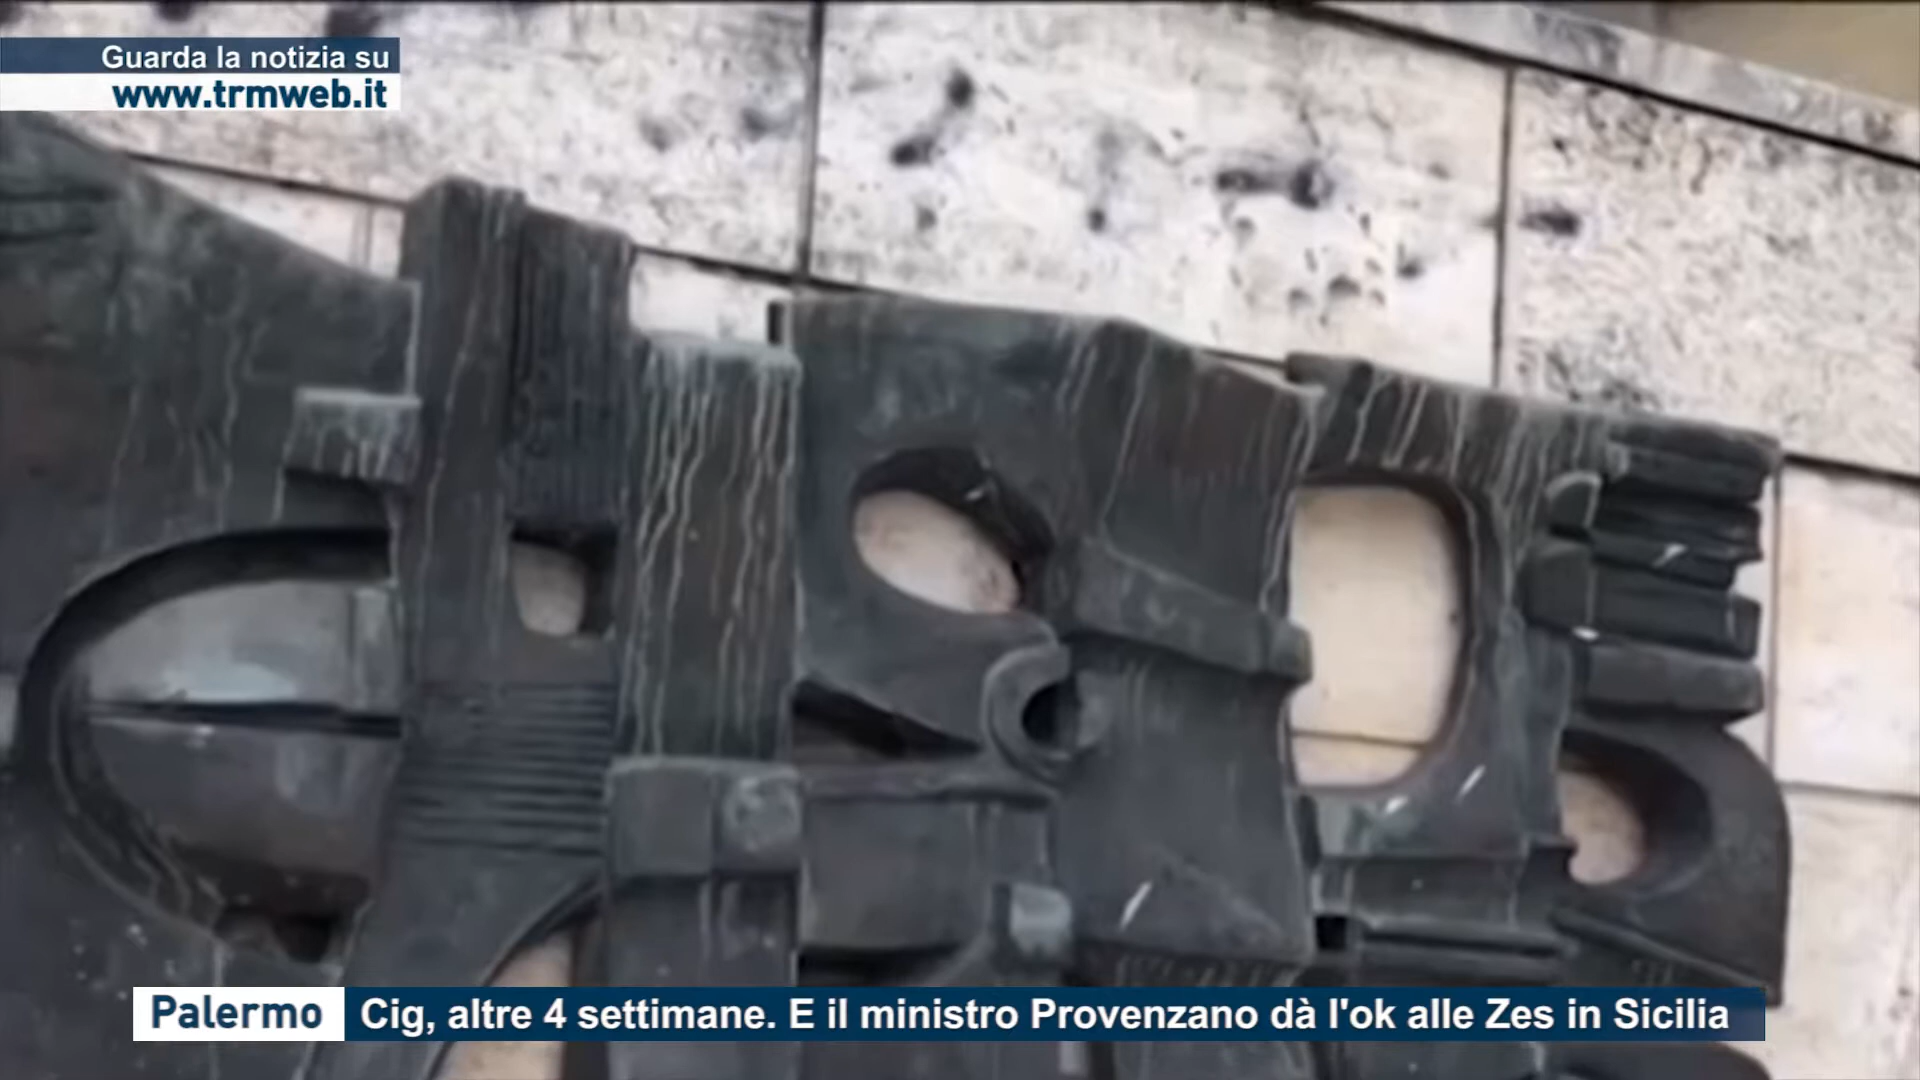 Guarda la notizia su
www.trmweb.it
Palermo
Cig, altre 4 settimane. E il ministro Provenzano dà l'ok alle Zes in Sicilia